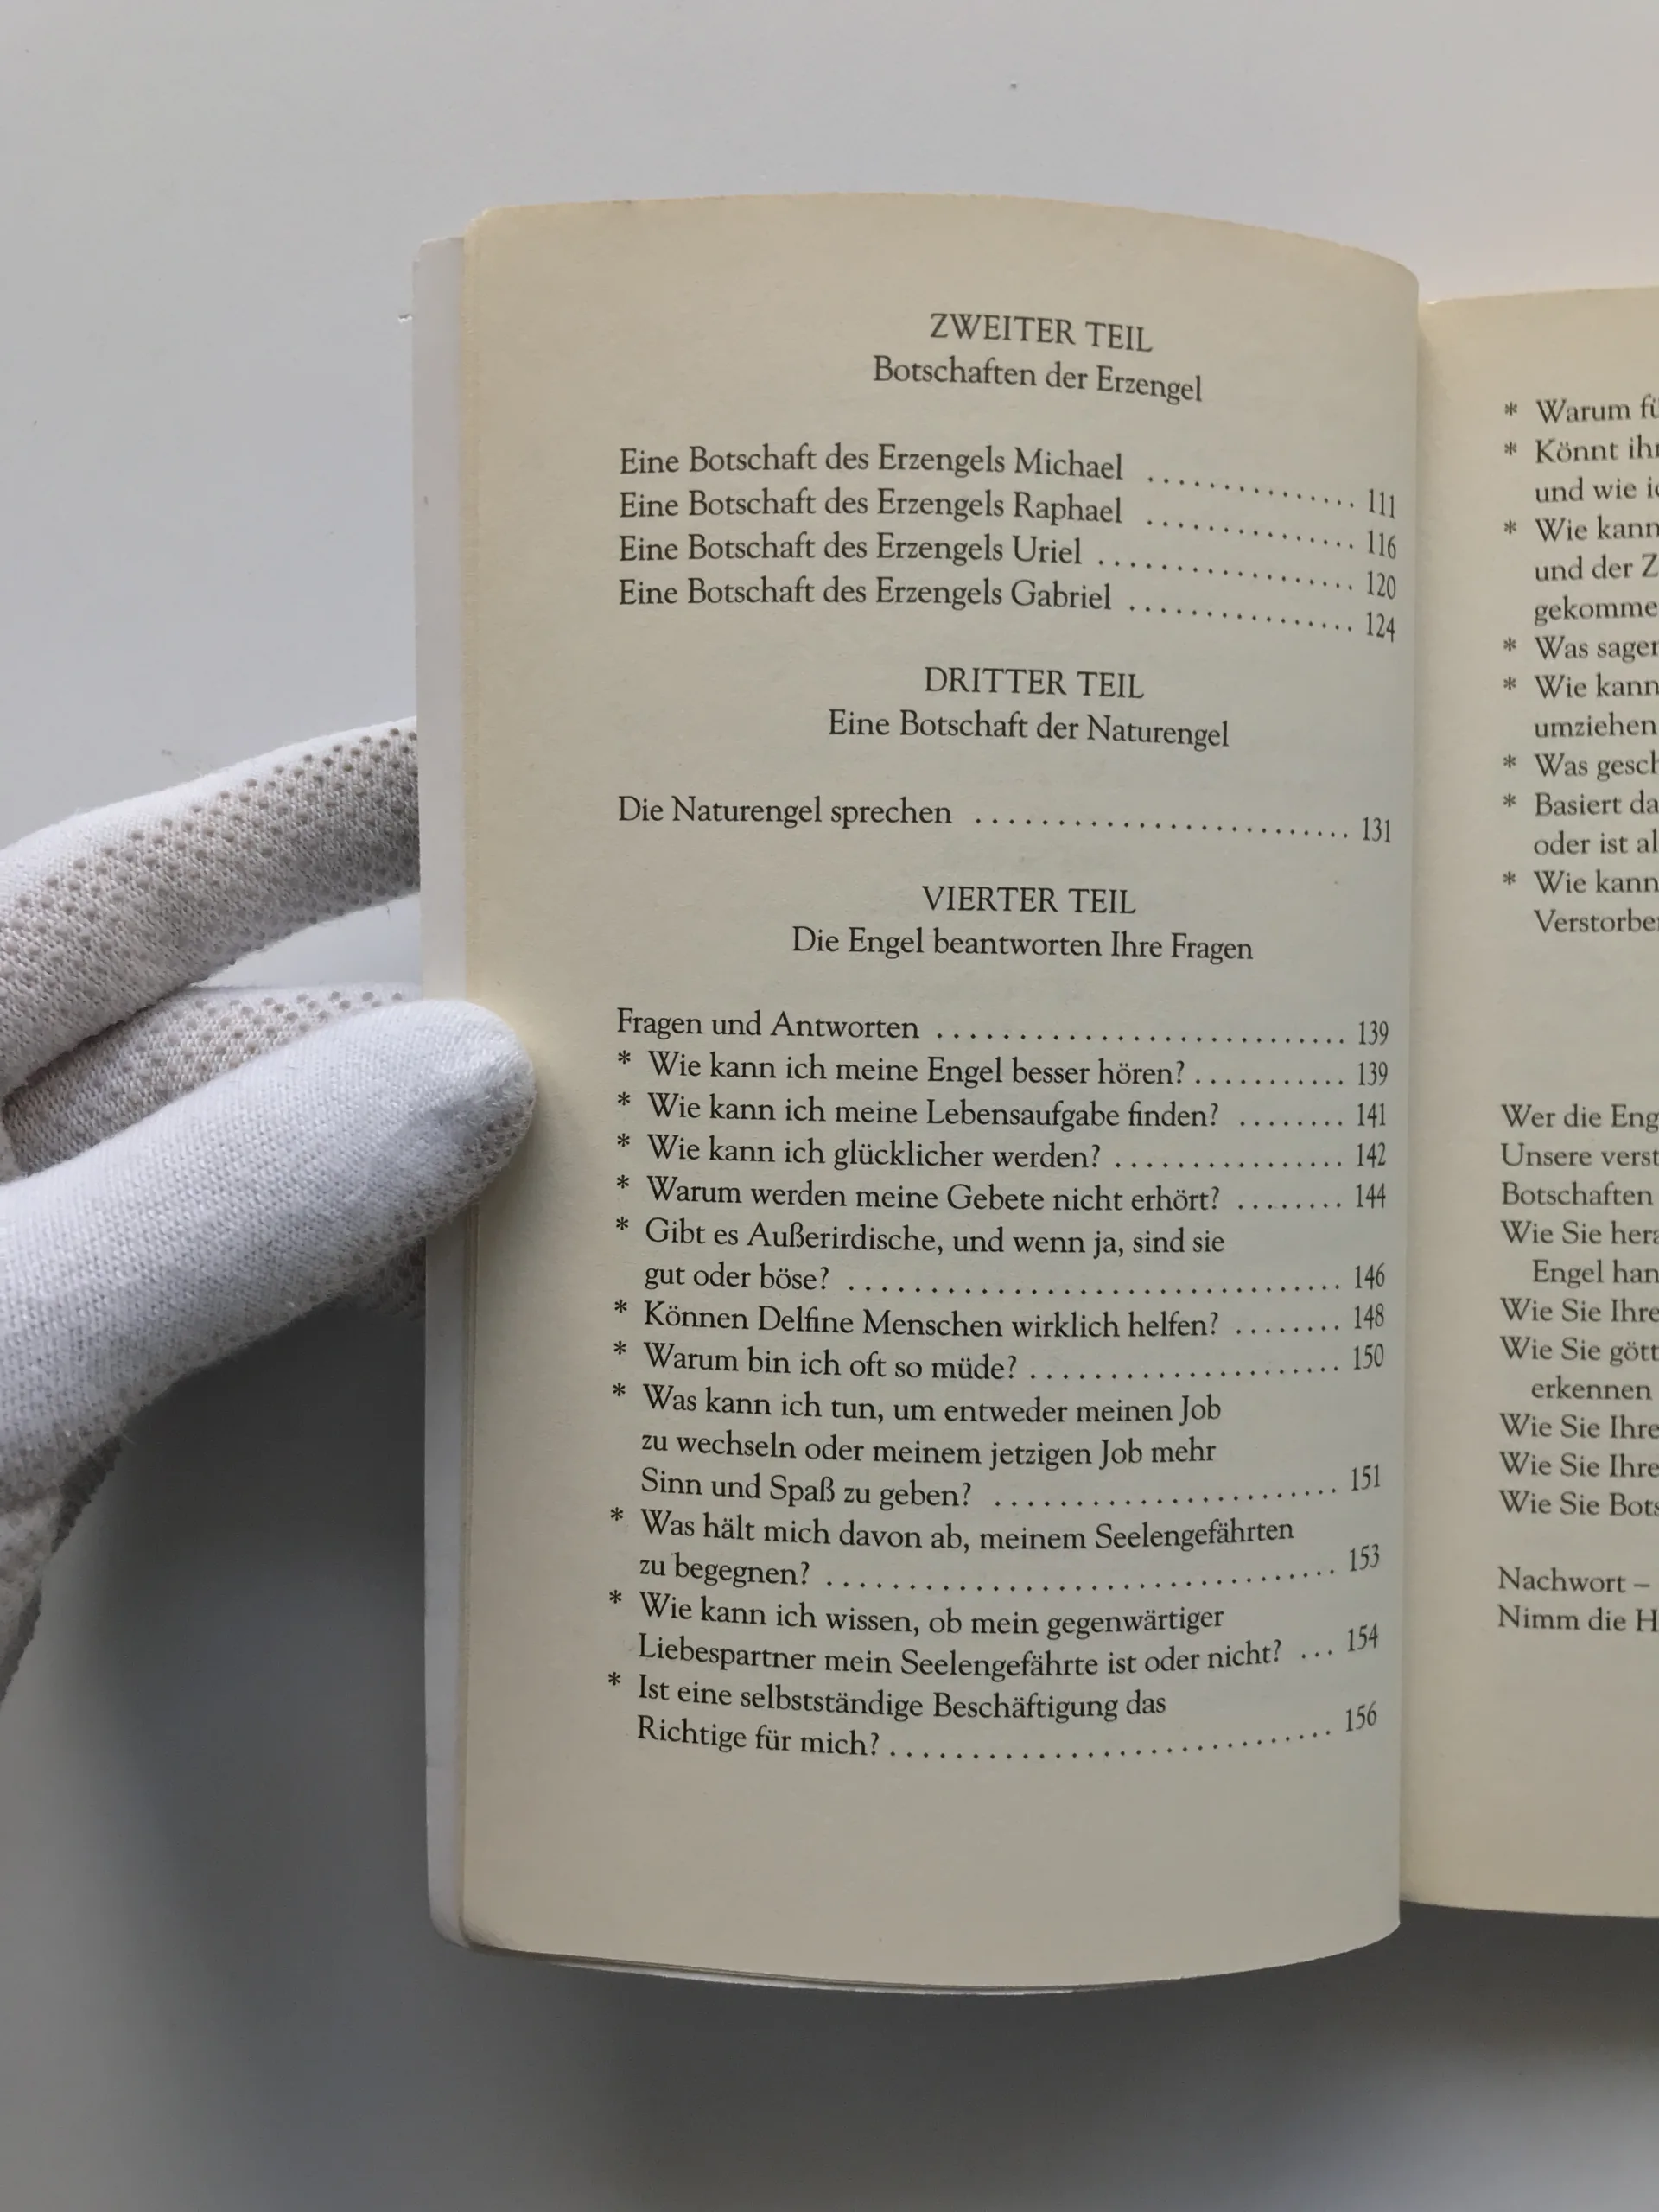 ZWEITER TEIL
Botschaften der Erzengel
Eine Botschaft des Erzengels Michael . . . . . . . . . . . . . . . . 111
Eine Botschaft des Erzengels Raphael . . . . . . . . . . . . . . . . 116
Eine Botschaft des Erzengels Uriel . . . . . . . . . . . . . . . . . . . 120
Eine Botschaft des Erzengels Gabriel . . . . . . . . . . . . . . . . . 124
DRITTER TEIL
Eine Botschaft der Naturengel
Die Naturengel sprechen . . . . . . . . . . . . . . . . . . . . . . . . . . . . 131
VIERTER TEIL
Die Engel beantworten Ihre Fragen
Fragen und Antworten . . . . . . . . . . . . . . . . . . . . . . . . . . . 139
* Wie kann ich meine Engel besser hören? . . . . . . . . . . . 139
* Wie kann ich meine Lebensaufgabe finden? . . . . . . . . 141
* Wie kann ich glücklicher werden? . . . . . . . . . . . . . . . . . 142
* Warum werden meine Gebete nicht erhört? . . . . . . . . 144
* Gibt es Außerirdische, und wenn ja, sind sie
gut oder böse? . . . . . . . . . . . . . . . . . . . . . . . . . . . . . . . . . 146
* Können Delfine Menschen wirklich helfen? . . . . . . . . 148
* Warum bin ich oft so müde? . . . . . . . . . . . . . . . . . . . . . 150
* Was kann ich tun, um entweder meinen Job
zu wechseln oder meinem jetzigen Job mehr
Sinn und Spaß zu geben? . . . . . . . . . . . . . . . . . . . . . . . 151
* Was hält mich davon ab, meinem Seelengefährten
zu begegnen? . . . . . . . . . . . . . . . . . . . . . . . . . . . . . . . . . . 153
* Wie kann ich wissen, ob mein gegenwärtiger
Liebespartner mein Seelengefährte ist oder nicht? . . . 154
* Ist eine selbstständige Beschäftigung das
Richtige für mich? . . . . . . . . . . . . . . . . . . . . . . . . . . . . . 156
* Warum
* Könnt
und wie
* Wie kann
und der
* Was
* Wie kann
umziehen
* Was
* Basiert
oder ist
* Wie kann
Wer die
Unsere
Botschaften
Wie Sie
Engel
Wie Sie
Wie Sie
erkennen
Wie Sie
Wie Sie
Wie Sie
Nachwort –
Nimm die